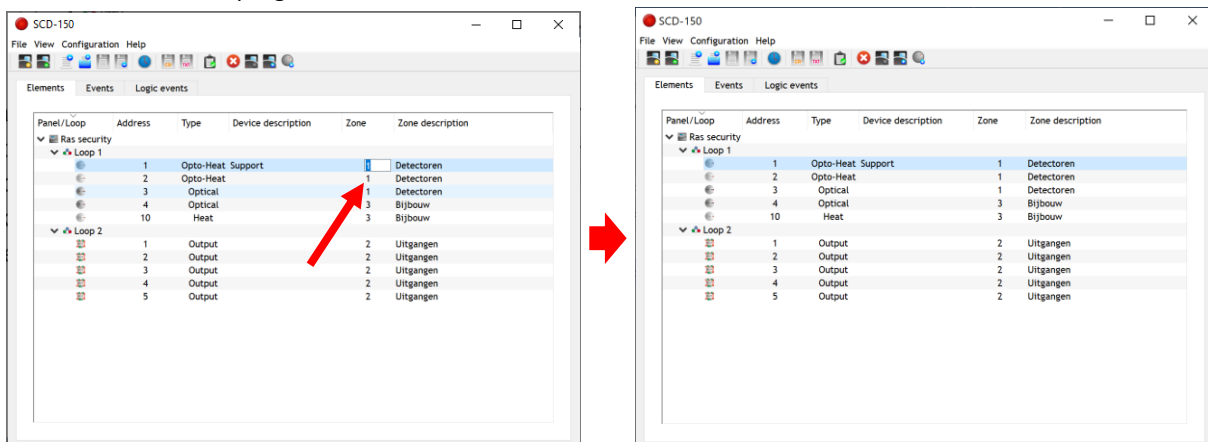 SCD-150
File View Configuration Help
Elements Events Logic events
Panel/Loop Address Type Device description Zone Zone description
Ras security
Loop 1
1 Opto-Heat Support 1 Detectoren
2 Opto-Heat 1 Detectoren
3 Optical 1 Detectoren
4 Optical 3 Bijbouw
10 Heat 3 Bijbouw
Loop 2
1 Output 2 Uitgangen
2 Output 2 Uitgangen
3 Output 2 Uitgangen
4 Output 2 Uitgangen
5 Output 2 Uitgangen
SCD-150
File View Configuration Help
Elements Events Logic events
Panel/Loop Address Type Device description Zone Zone description
Ras security
Loop 1
1 Opto-Heat Support 1 Detectoren
2 Opto-Heat 1 Detectoren
3 Optical 1 Detectoren
4 Optical 3 Bijbouw
10 Heat 3 Bijbouw
Loop 2
1 Output 2 Uitgangen
2 Output 2 Uitgangen
3 Output 2 Uitgangen
4 Output 2 Uitgangen
5 Output 2 Uitgangen